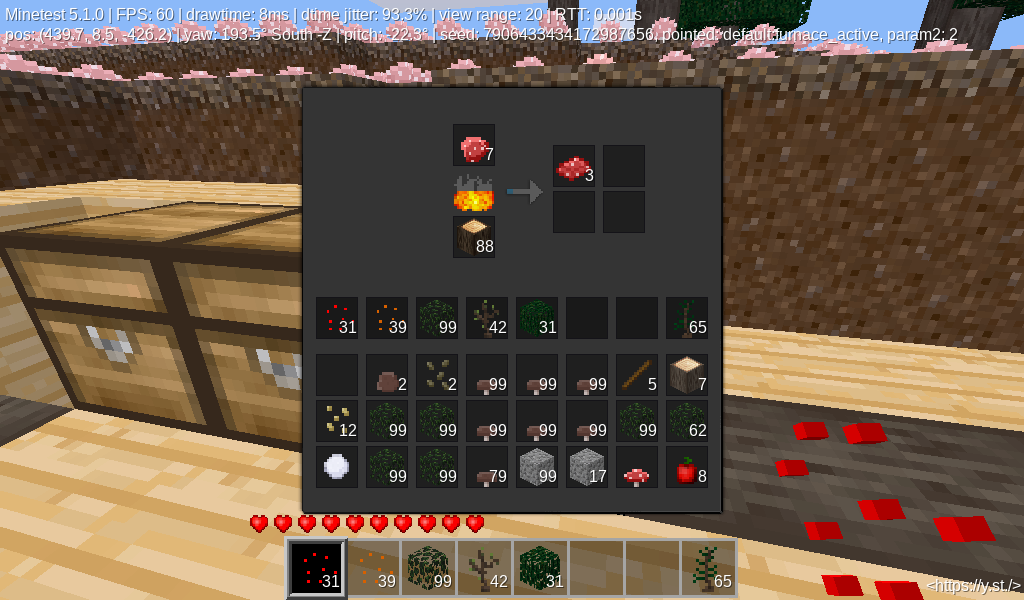 Minetest 5.1.0 | FPS: 60 | drawtime: 8ms | dtime jitter: 93.3% | view range: 20 | RTT: 0.001s
pos: (439.7, 8.5, -426.2) | yaw: 193.5° South -Z | pitch: -22.3° | seed: 7906433434172987656, pointed: default:furnace_active, param2: 2
7
3
88
31 39 99 42 31 65
2 2 99 99 99 5 7
12 99 99 99 99 99 99 62
99 99 79 99 17 8
31 39 99 42 31 65
<https://y.st./>